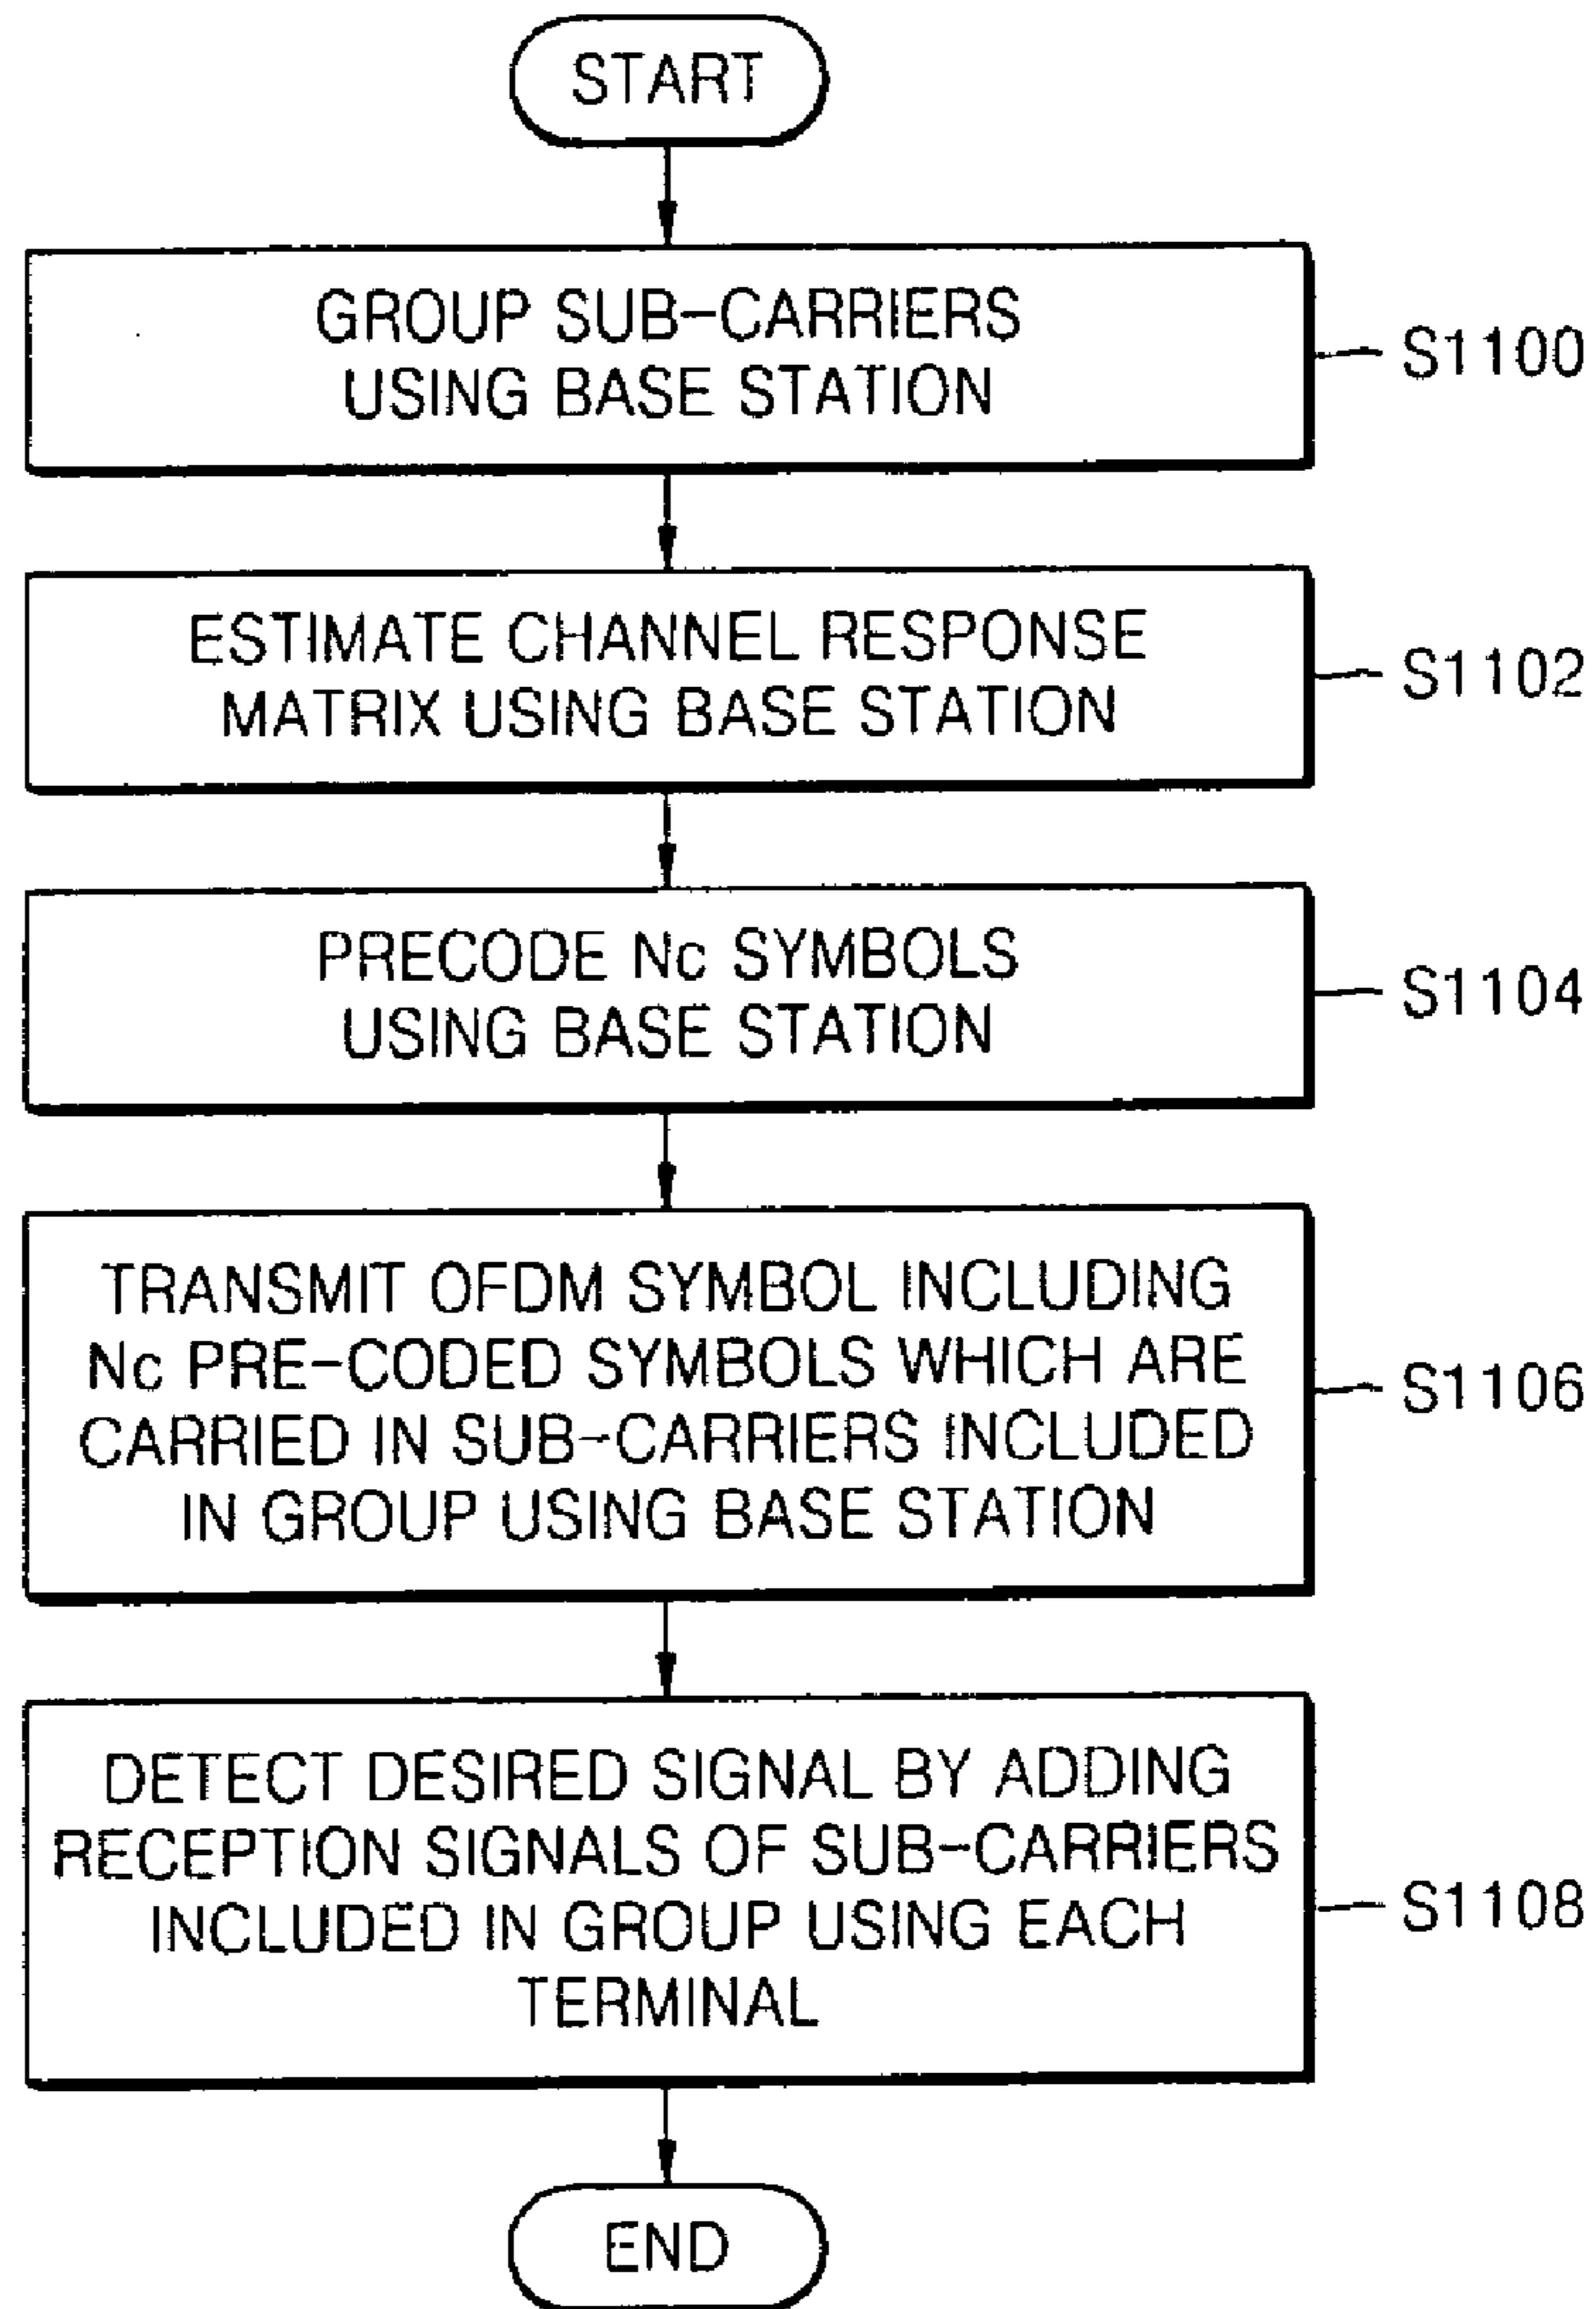 START
GROUP SUB-CARRIERS
USING BASE STATION
S1100
ESTIMATE CHANNEL RESPONSE
MATRIX USING BASE STATION
S1102
PRECODE Nc SYMBOLS
USING BASE STATION
S1104
TRANSMIT OFDM SYMBOL INCLUDING
Nc PRE-CODED SYMBOLS WHICH ARE
CARRIED IN SUB-CARRIERS INCLUDED
IN GROUP USING BASE STATION
S1106
DETECT DESIRED SIGNAL BY ADDING
RECEPTION SIGNALS OF SUB-CARRIERS
INCLUDED IN GROUP USING EACH
TERMINAL
S1108
END